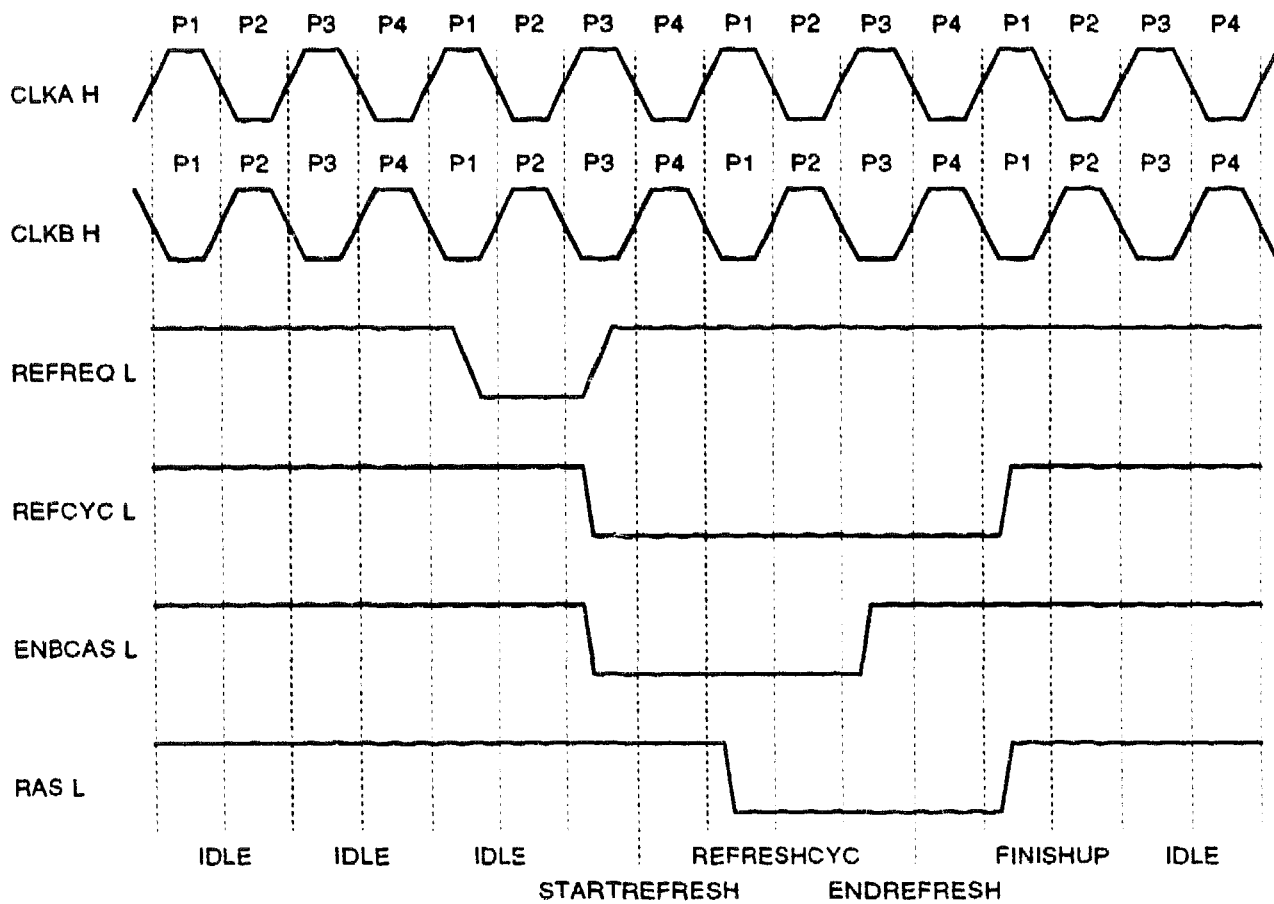 P1 P2 P3 P4 P1 P2 P3 P4 P1 P2 P3 P4 P1 P2 P3 P4
CLKA H
P1 P2 P3 P4 P1 P2 P3 P4 P1 P2 P3 P4 P1 P2 P3 P4
CLKB H
REFREQ L
REFCYC L
ENBCAS L
RAS L
IDLE IDLE IDLE REFRESHCYC FINISHUP IDLE
STARTREFRESH ENDREFRESH